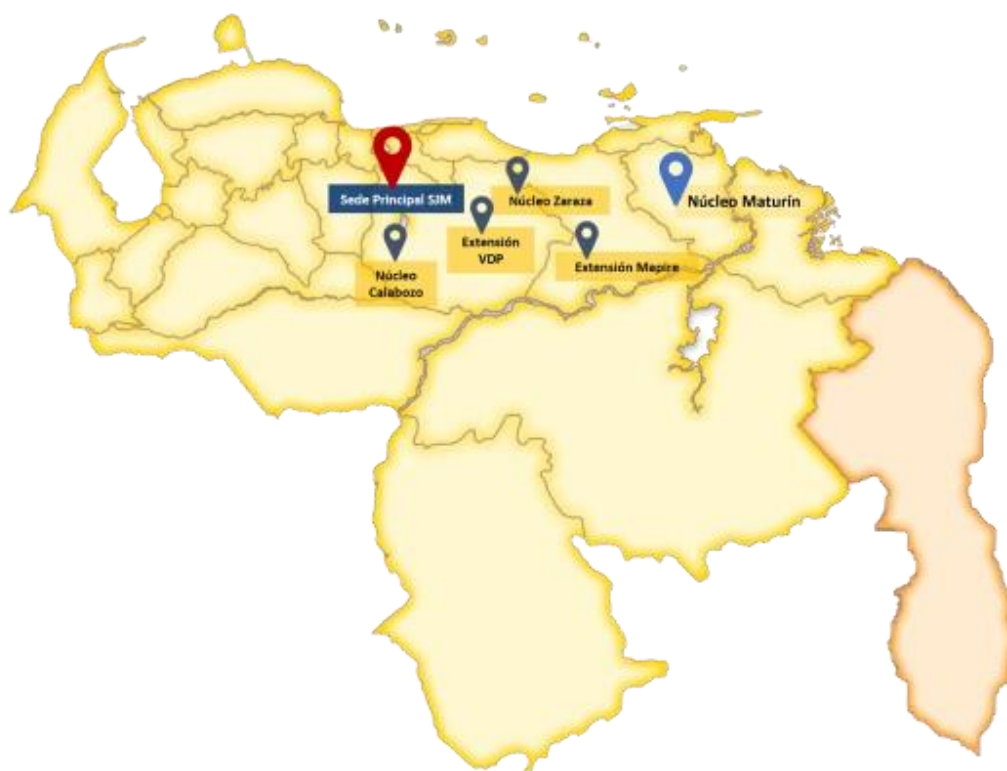 Sede Principal SJM
Núcleo Zaraza
Núcleo Maturín
Extensión
VDP
Extensión Mapire
Núcleo
Calabozo